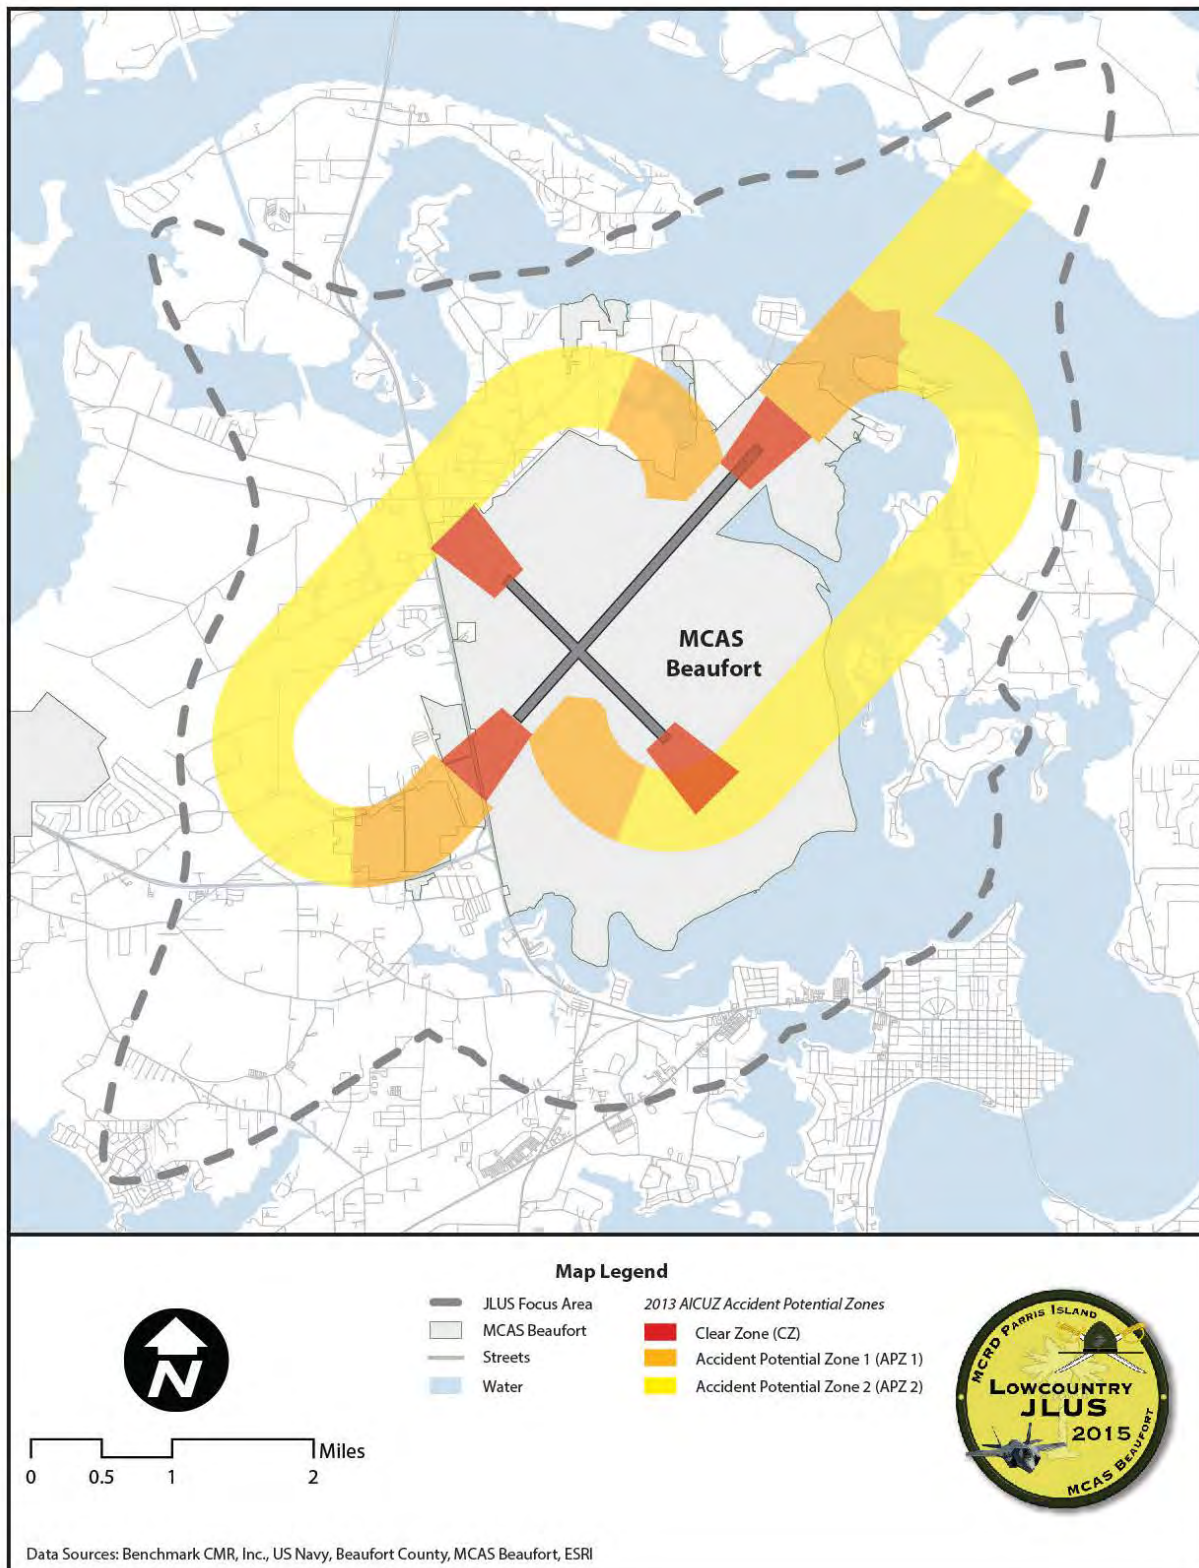 MCAS
Beaufort
Map Legend
JLUS Focus Area
MCAS Beaufort
Streets
Water
2013 AICUZ Accident Potential Zones
Clear Zone (CZ)
Accident Potential Zone 1 (APZ 1)
Accident Potential Zone 2 (APZ 2)
N
Miles
0 0.5 1 2
MCRD PARRIS ISLAND
LOWCOUNTRY
JLUS
2015
MCAS BEAUFORT
Data Sources: Benchmark CMR, Inc., US Navy, Beaufort County, MCAS Beaufort, ESRI